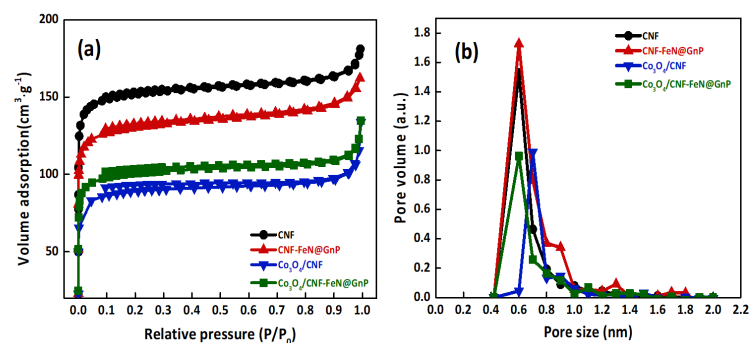 (a)
Volume adsorption(cm³·g⁻¹)
200
150
100
50
0.0 0.1 0.2 0.3 0.4 0.5 0.6 0.7 0.8 0.9 1.0
Relative pressure (P/P₀)
CNF
CNF-FeN@GnP
Co₃O₄/CNF
Co₃O₄/CNF-FeN@GnP
(b)
Pore volume (a.u.)
1.8
1.6
1.4
1.2
1.0
0.8
0.6
0.4
0.2
0.0
0.0 0.2 0.4 0.6 0.8 1.0 1.2 1.4 1.6 1.8 2.0 2.2
Pore size (nm)
CNF
CNF-FeN@GnP
Co₃O₄/CNF
Co₃O₄/CNF-FeN@GnP